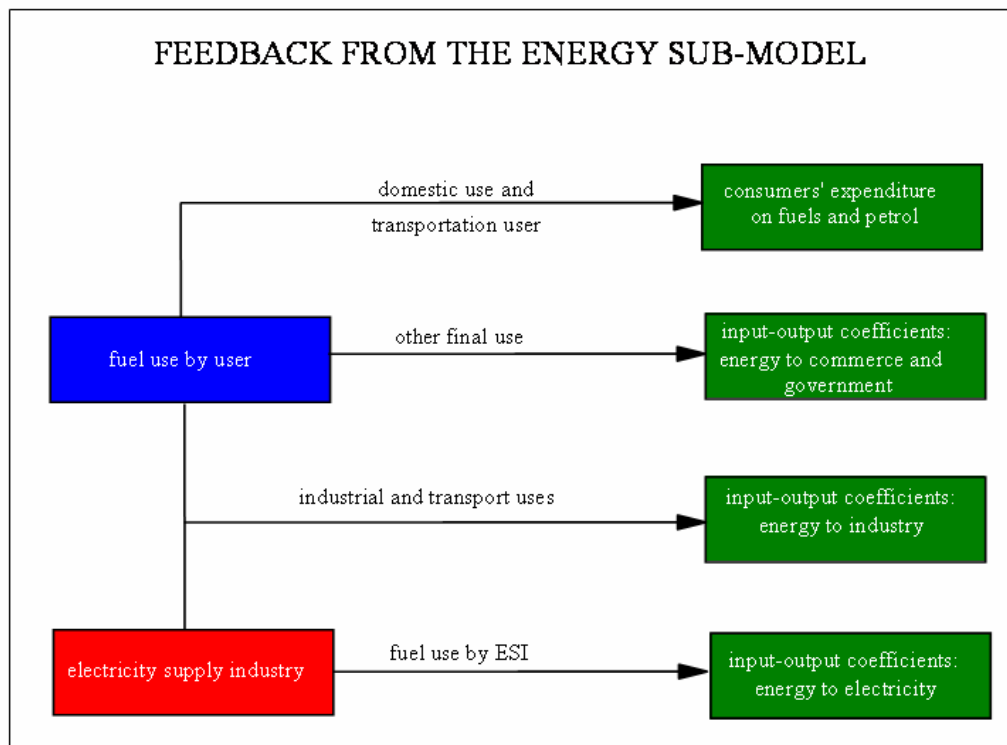 FEEDBACK FROM THE ENERGY SUB-MODEL
domestic use and
transportation user
consumers' expenditure
on fuels and petrol
fuel use by user
other final use
input-output coefficients:
energy to commerce and
government
industrial and transport uses
input-output coefficients:
energy to industry
electricity supply industry
fuel use by ESI
input-output coefficients:
energy to electricity